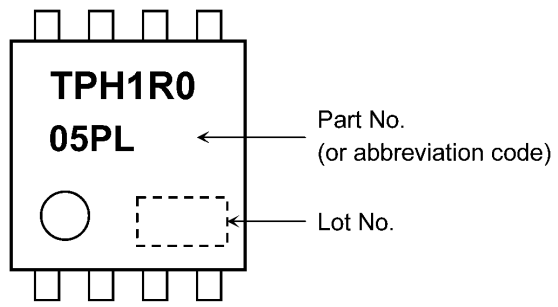 TPH1R0
05PL
Part No.
(or abbreviation code)
Lot No.